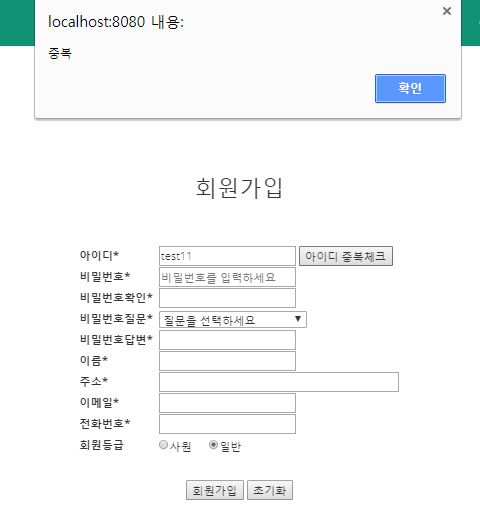 localhost:8080 내용:
중복
확인
회원가입
아이디* test11 아이디 중복체크
비밀번호* 비밀번호를 입력하세요
비밀번호확인*
비밀번호질문* 질문을 선택하세요
비밀번호답변*
이름*
주소*
이메일*
전화번호*
회원등급 사원 일반
회원가입 초기화